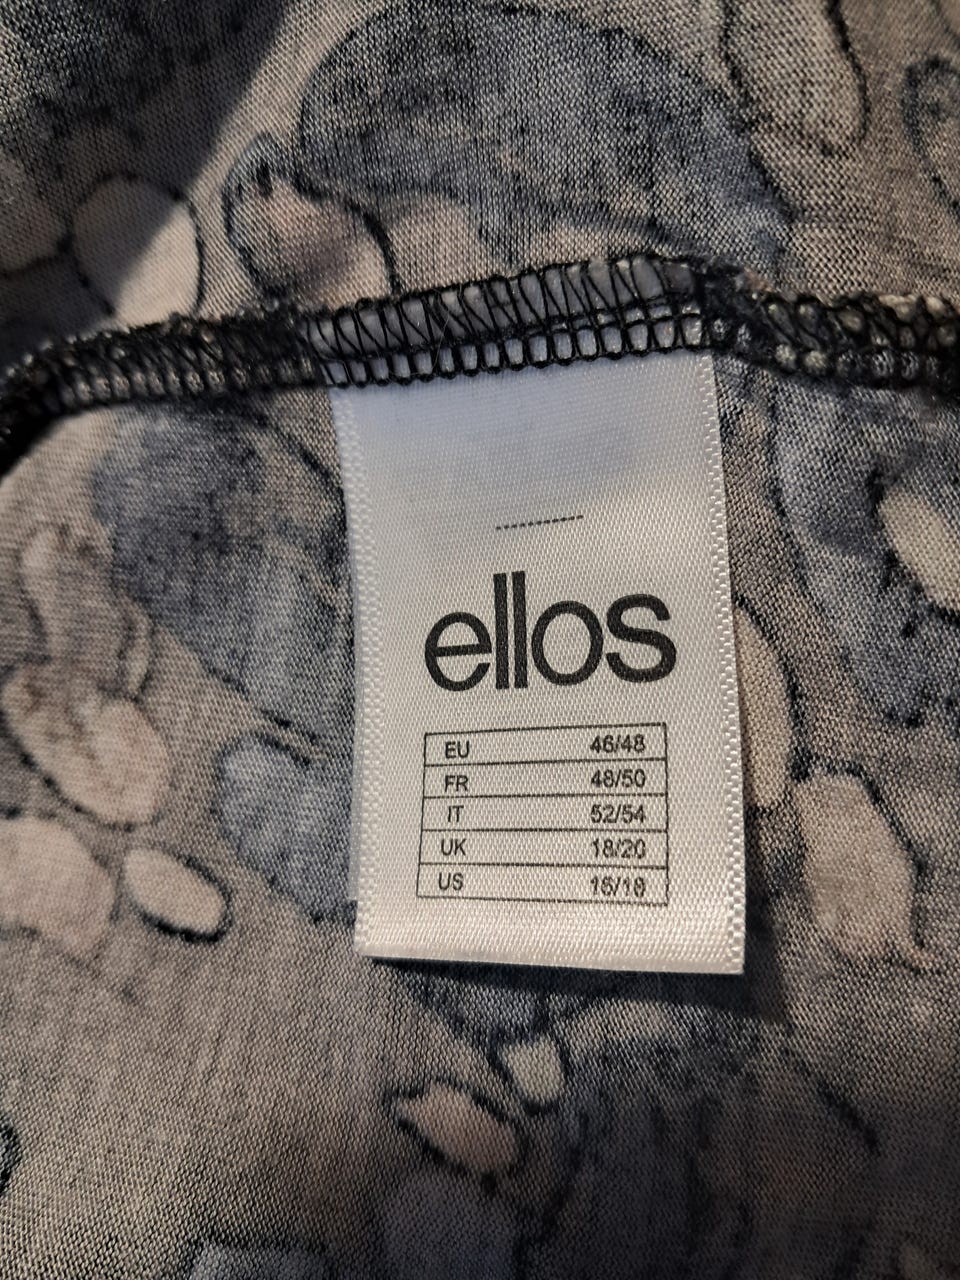 ellos
EU 46/48
FR 48/50
IT 52/54
UK 18/20
US 16/18